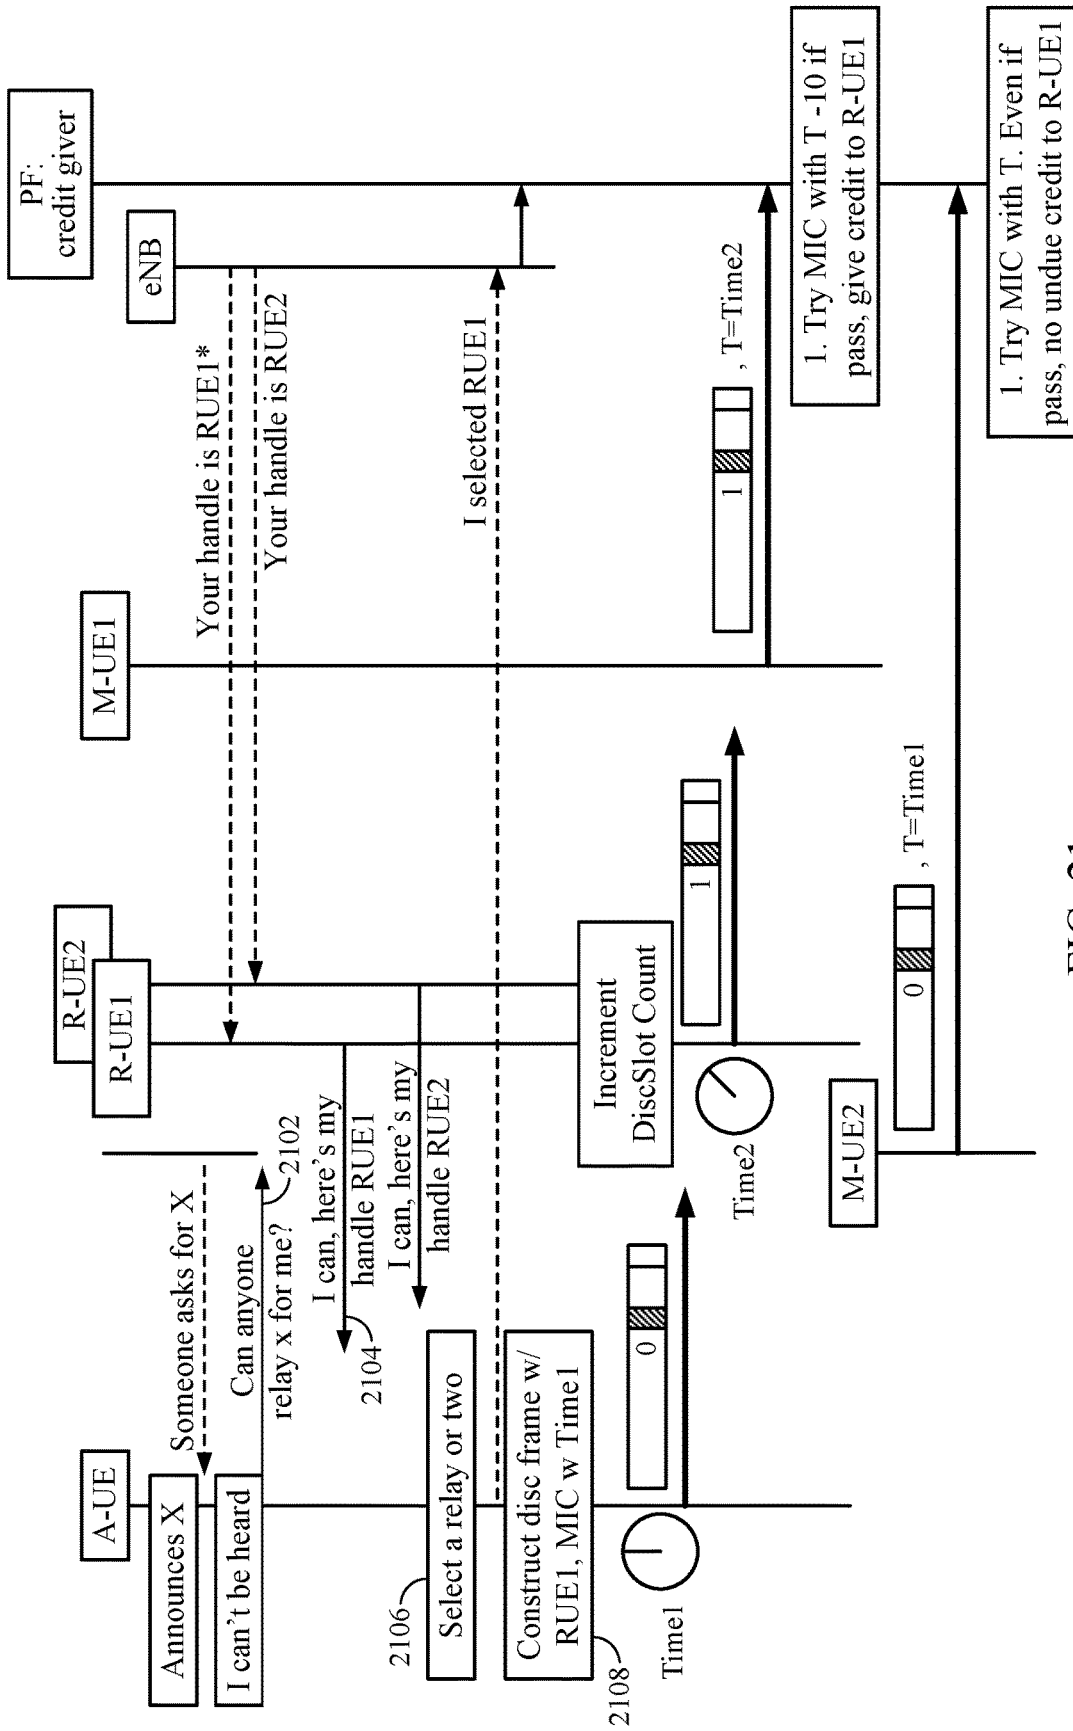 A-UE
R-UE2
R-UE1
M-UE1
eNB
PF:
credit giver
Announces X
Someone asks for X
I can't be heard
Can anyone
relay x for me?
2102
Your handle is RUE1*
Your handle is RUE2
I can, here's my
handle RUE1
2104
I can, here's my
handle RUE2
2106
Select a relay or two
I selected RUE1
Construct disc frame w/
RUE1, MIC w Time1
2108
Increment
DiscSlot Count
0
Time1
1
Time2
1
, T=Time2
1. Try MIC with T -10 if
pass, give credit to R-UE1
M-UE2
0
, T=Time1
1. Try MIC with T. Even if
pass, no undue credit to R-UE1